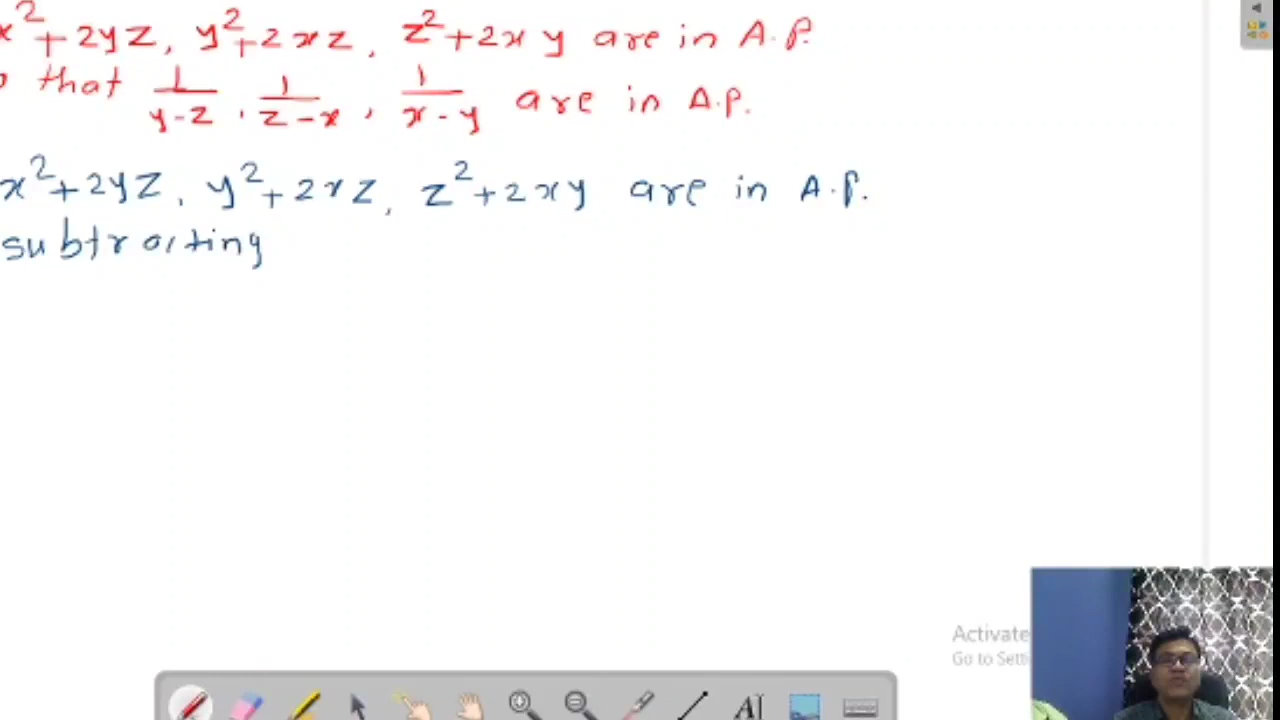 x²+2yz, y²+2xz, z²+2xy are in A.P.
that 1/(y-z), 1/(z-x), 1/(x-y) are in A.P.
x²+2yz, y²+2xz, z²+2xy are in A.P.
subtracting
Activate
Go to Setti